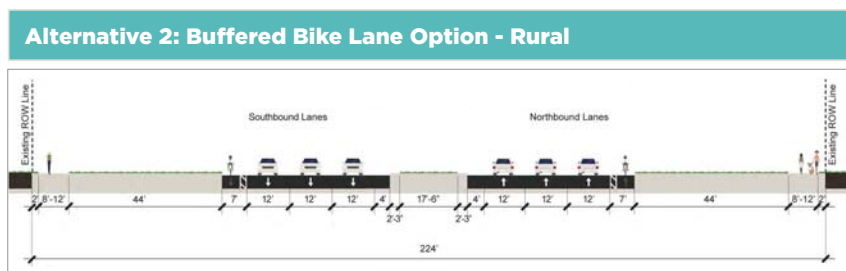 Alternative 2: Buffered Bike Lane Option - Rural
Existing ROW Line
Southbound Lanes
Northbound Lanes
Existing ROW Line
2' 8'-12' 44' 7' 12' 12' 12' 4' 2'-3' 17'-6" 2'-3' 4' 12' 12' 12' 7' 44' 8'-12' 2'
224'